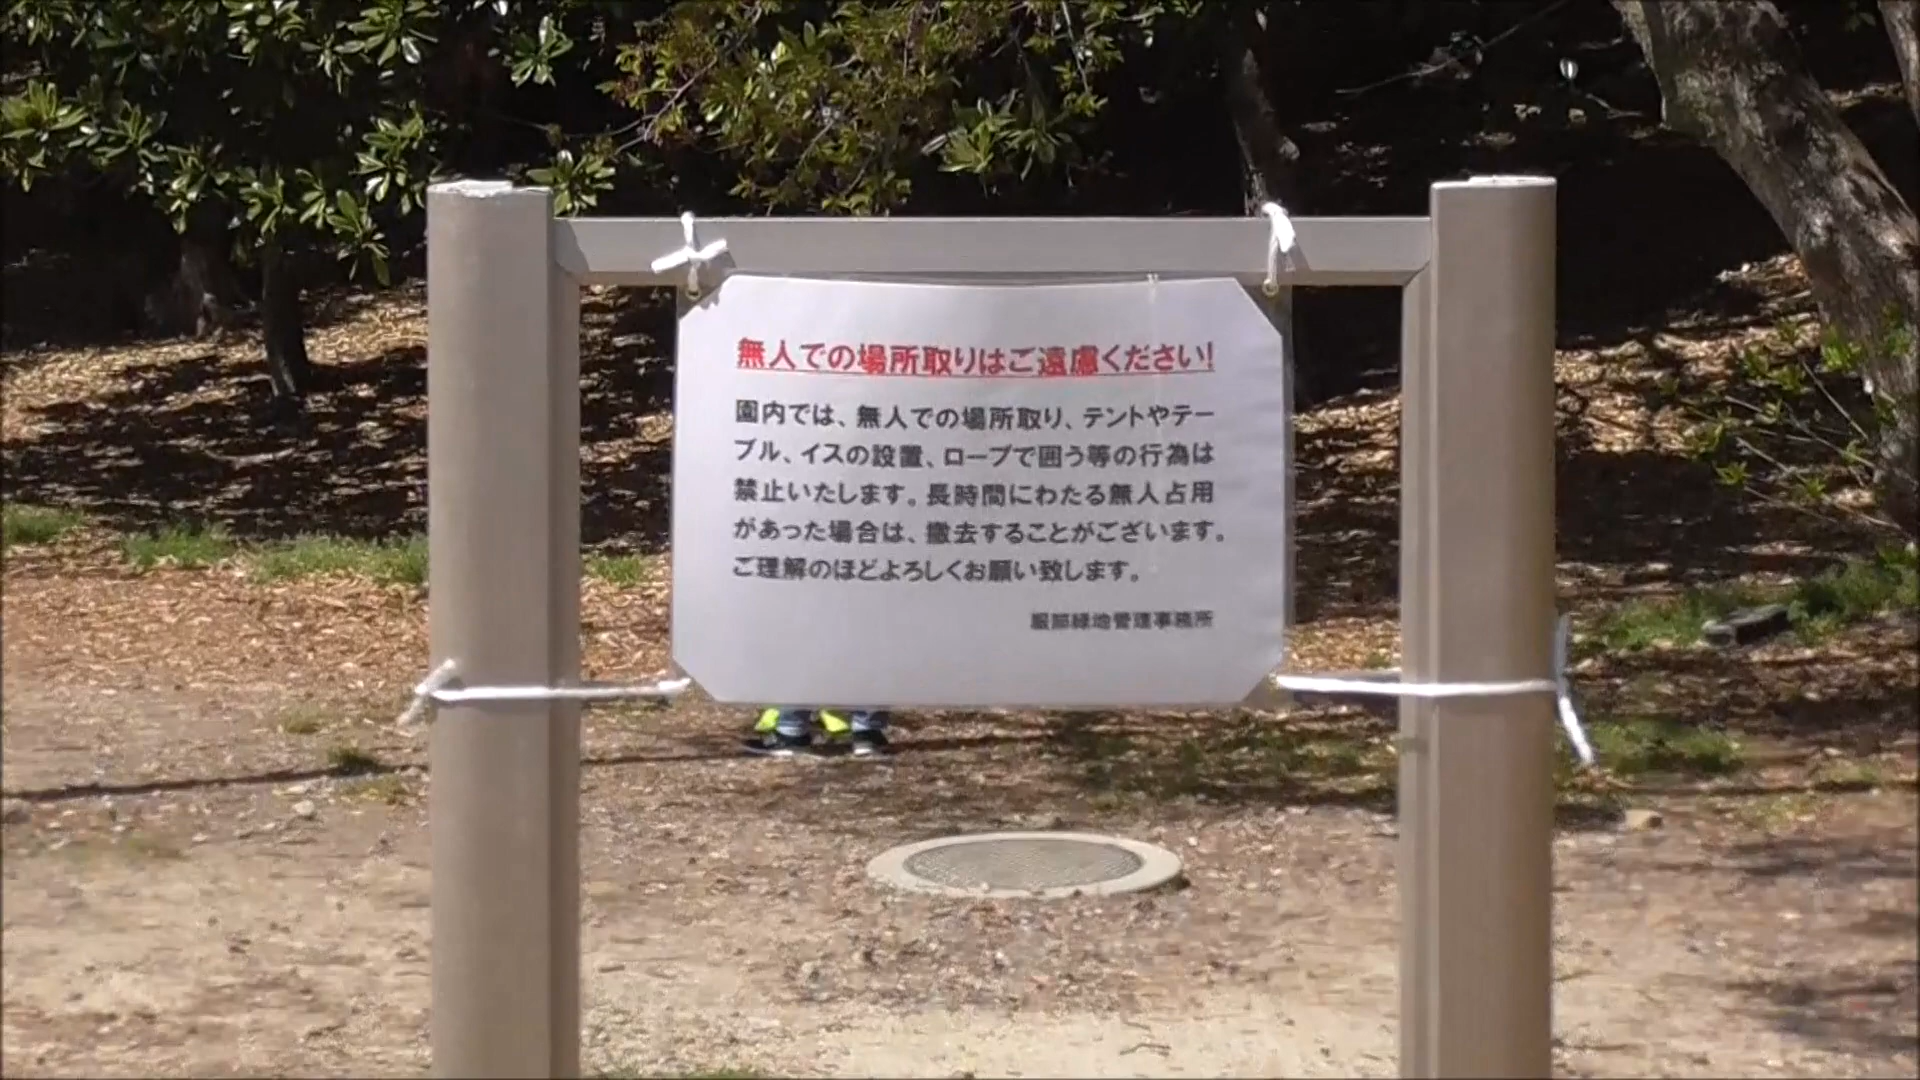 無人での場所取りはご遠慮ください!
園内では、無人での場所取り、テントやテー
ブル、イスの設置、ロープで囲う等の行為は
禁止いたします。長時間にわたる無人占用
があった場合は、撤去することがございます。
ご理解のほどよろしくお願い致します。
服部緑地管理事務所